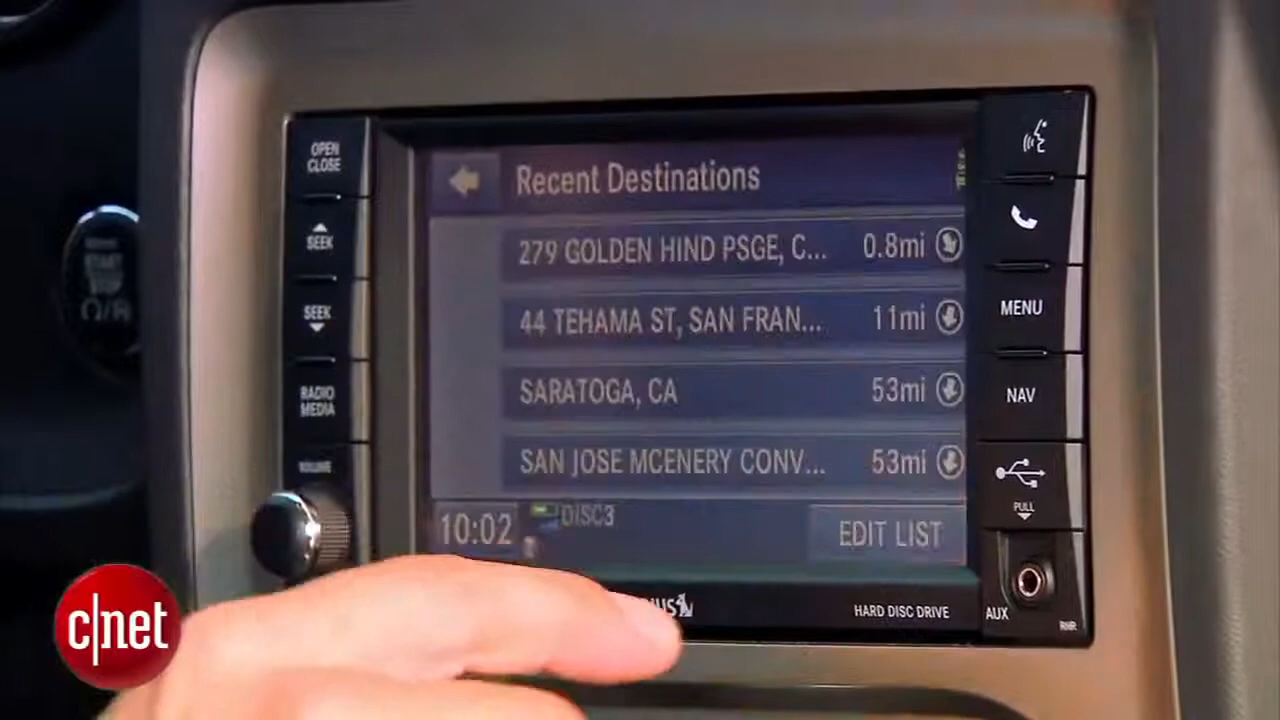 OPEN
CLOSE
SEEK
SEEK
RADIO
MEDIA
VOLUME
Recent Destinations
279 GOLDEN HIND PSGE, C... 0.8mi
44 TEHAMA ST, SAN FRAN... 11mi
SARATOGA, CA 53mi
SAN JOSE MCENERY CONV... 53mi
10:02 DISC3 EDIT LIST
HARD DISC DRIVE
MENU
NAV
PULL
AUX
RHR
START
STOP
Ω/R
c|net